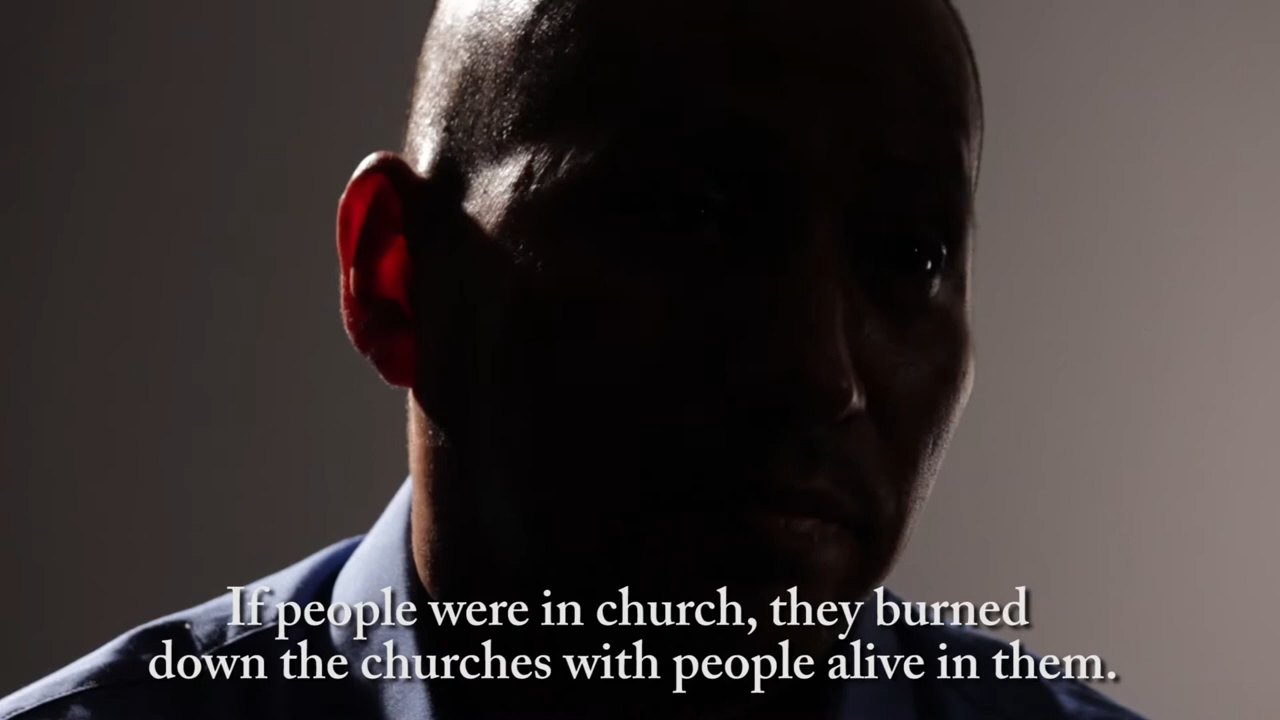 If people were in church, they burned
down the churches with people alive in them.